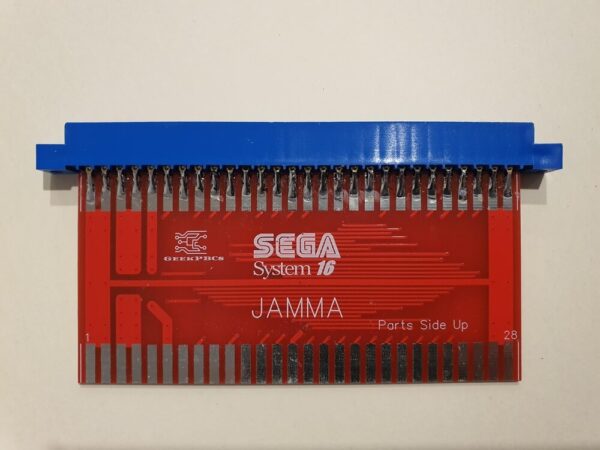 GEEKPBCS
SEGA
System 16
JAMMA
Parts Side Up
1
28